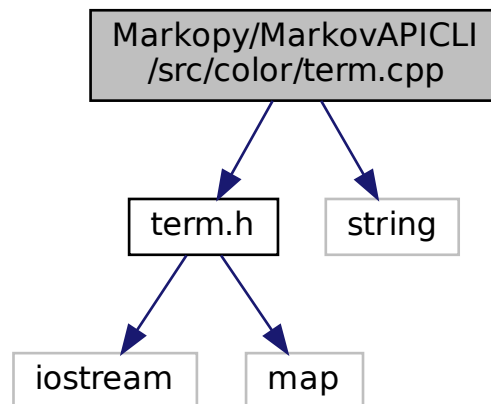 Markopy/MarkovAPICLI
/src/color/term.cpp
term.h
string
iostream
map